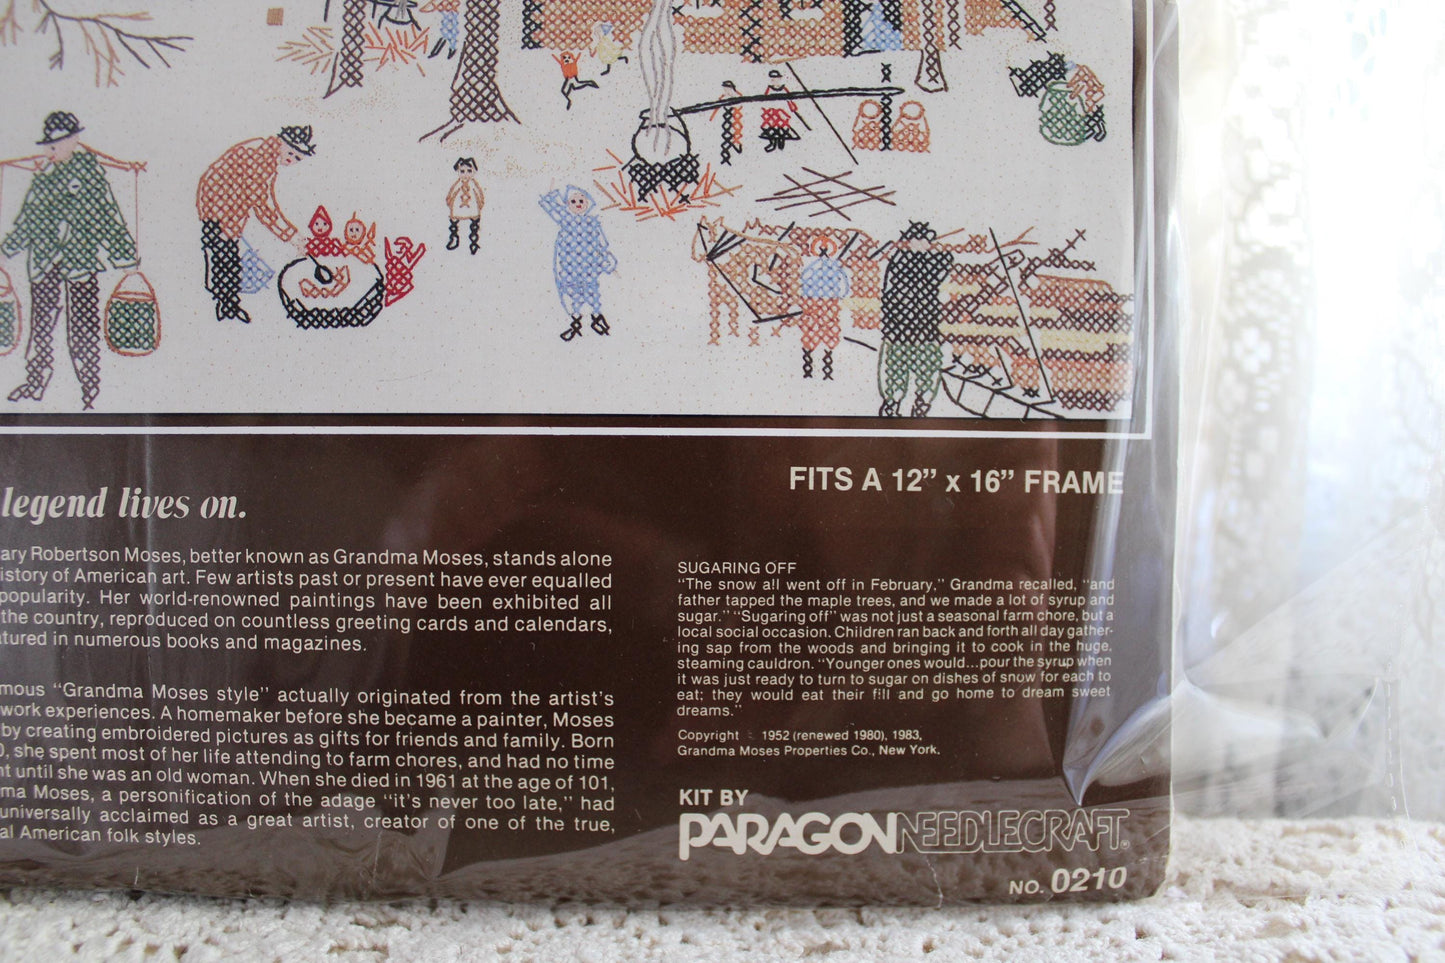 legend lives on.
FITS A 12” x 16” FRAME
ary Robertson Moses, better known as Grandma Moses, stands alone
istory of American art. Few artists past or present have ever equalled
popularity. Her world-renowned paintings have been exhibited all
the country, reproduced on countless greeting cards and calendars,
tured in numerous books and magazines.
mous “Grandma Moses style” actually originated from the artist’s
work experiences. A homemaker before she became a painter, Moses
by creating embroidered pictures as gifts for friends and family. Born
0, she spent most of her life attending to farm chores, and had no time
nt until she was an old woman. When she died in 1961 at the age of 101,
ma Moses, a personification of the adage “it’s never too late,” had
universally acclaimed as a great artist, creator of one of the true,
al American folk styles.
SUGARING OFF
“The snow all went off in February,” Grandma recalled, “and
father tapped the maple trees, and we made a lot of syrup and
sugar.” “Sugaring off” was not just a seasonal farm chore, but a
local social occasion. Children ran back and forth all day gather-
ing sap from the woods and bringing it to cook in the huge,
steaming cauldron. “Younger ones would...pour the syrup when
it was just ready to turn to sugar on dishes of snow for each to
eat; they would eat their fill and go home to dream sweet
dreams.”
Copyright 1952 (renewed 1980), 1983,
Grandma Moses Properties Co., New York.
KIT BY
PARAGON NEEDLECRAFT®
NO. 0210